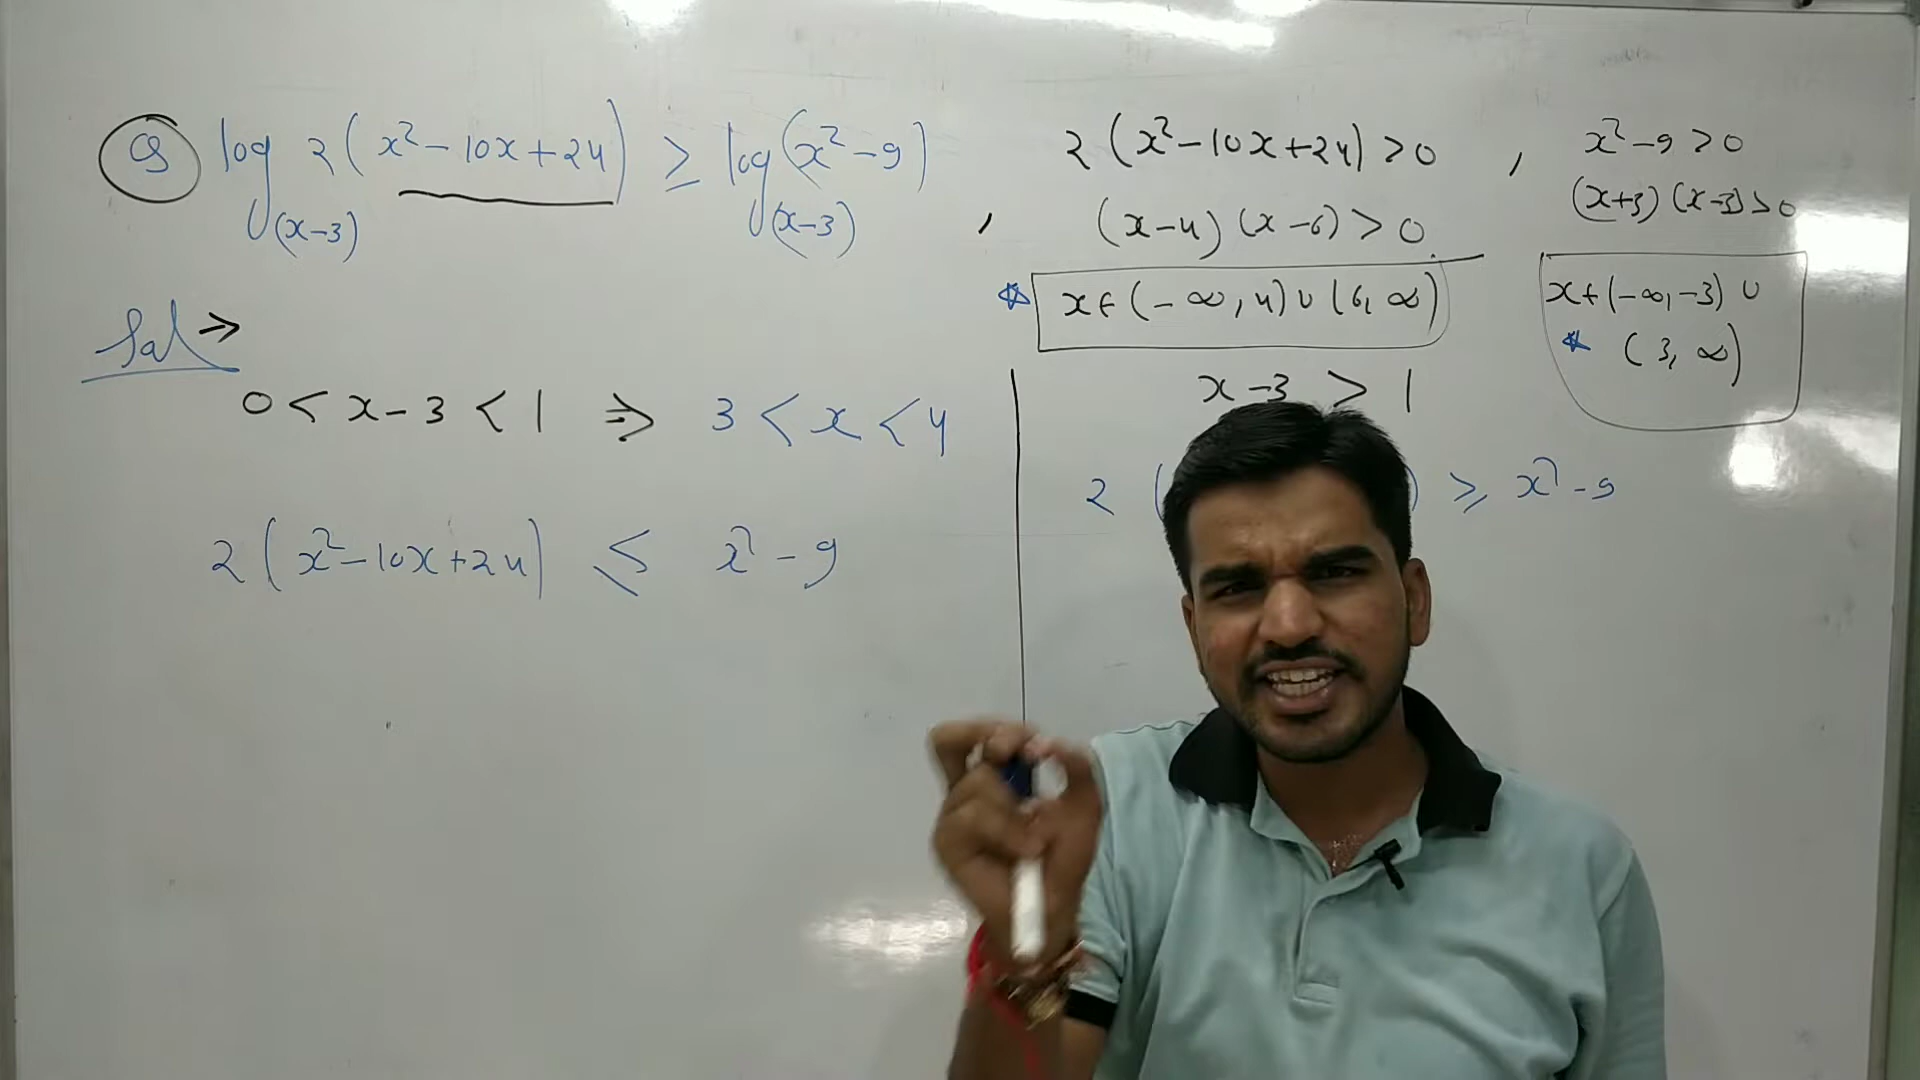 Q log_(x-3) 2(x²-10x+24) ≥ log_(x-3) (x²-9)
, 2(x²-10x+24)>0 , x²-9>0
(x-4)(x-6)>0 (x+3)(x-3)>0
x∈(-∞,4)∪(6,∞) x∈(-∞,-3)∪
(3,∞)
Sol ⇒
0<x-3<1 ⇒ 3<x<4
2(x²-10x+24) ≤ x²-9
x-3 > 1
2( ) ≥ x²-9